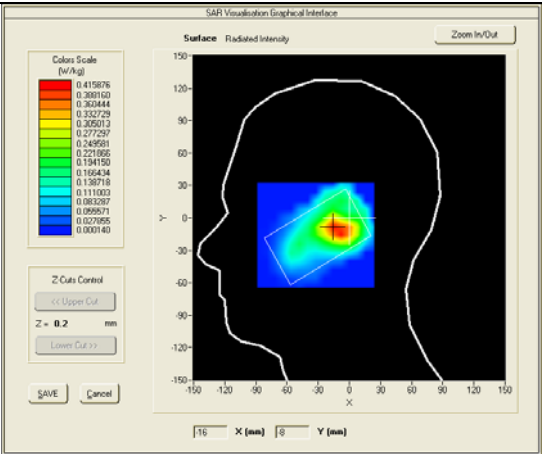 SAR Visualisation Graphical Interface
Surface Radiated Intensity
Zoom In/Out
Colors Scale
(W/kg)
0.415876
0.388160
0.360444
0.332729
0.305013
0.277297
0.249581
0.221866
0.194150
0.166434
0.138718
0.111003
0.083287
0.055571
0.027855
0.000140
Z-Cuts Control
<< Upper Cut
Z = 0.2 mm
Lower Cut >>
SAVE Cancel
150
120
90
60
30
0
-30
-60
-90
-120
-150
Y
-150 -120 -90 -60 -30 0 30 60 90 120 150
X
-16 X (mm) -8 Y (mm)